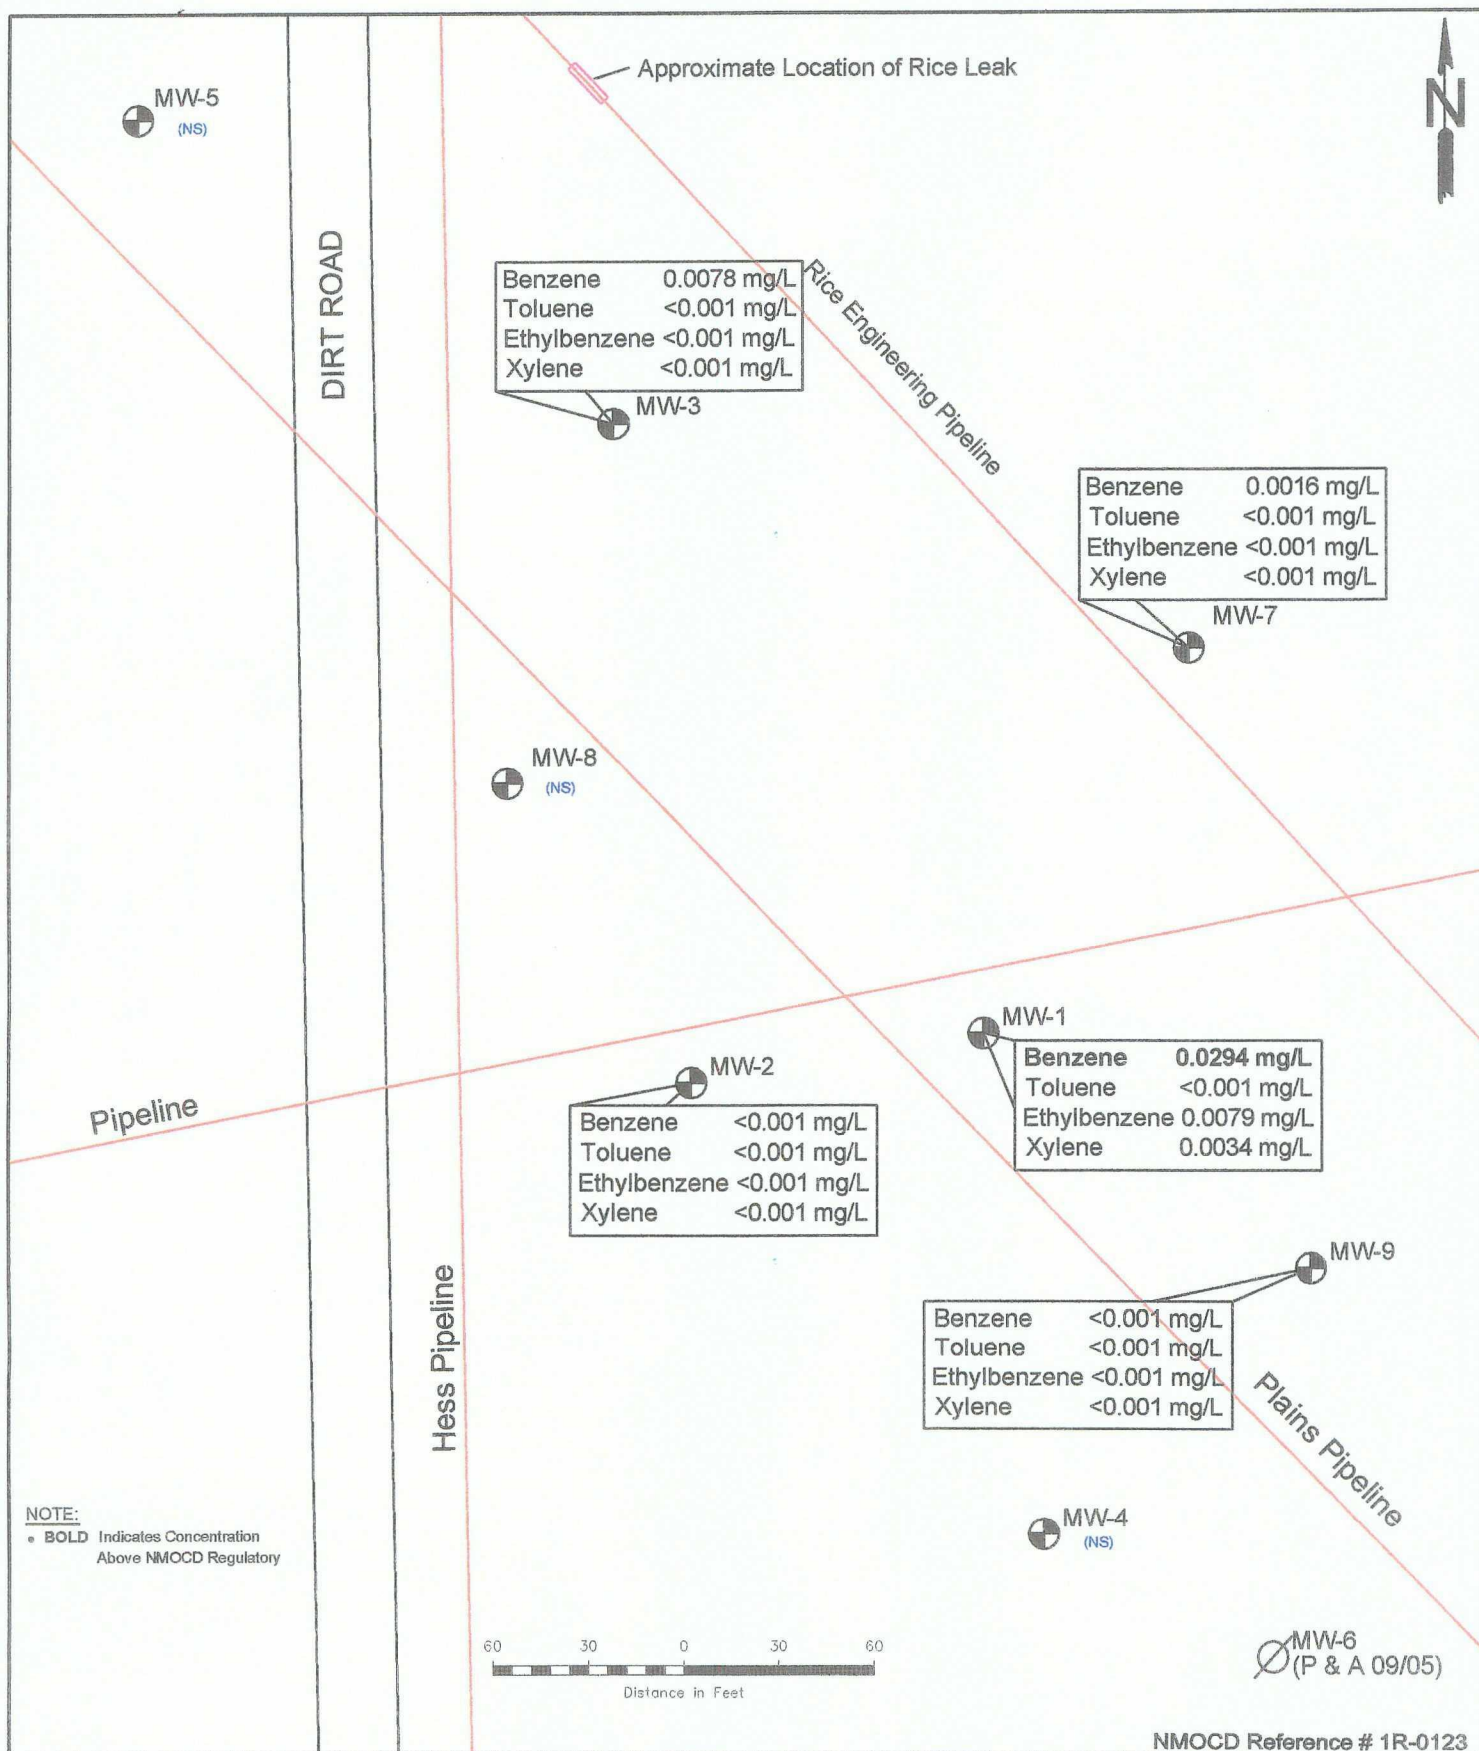 Approximate Location of Rice Leak
N
MW-5
(NS)
DIRT ROAD
Benzene 0.0078 mg/L
Toluene <0.001 mg/L
Ethylbenzene <0.001 mg/L
Xylene <0.001 mg/L
MW-3
Rice Engineering Pipeline
Benzene 0.0016 mg/L
Toluene <0.001 mg/L
Ethylbenzene <0.001 mg/L
Xylene <0.001 mg/L
MW-7
MW-8
(NS)
MW-1
Benzene 0.0294 mg/L
Toluene <0.001 mg/L
Ethylbenzene 0.0079 mg/L
Xylene 0.0034 mg/L
MW-2
Benzene <0.001 mg/L
Toluene <0.001 mg/L
Ethylbenzene <0.001 mg/L
Xylene <0.001 mg/L
Pipeline
Hess Pipeline
MW-9
Benzene <0.001 mg/L
Toluene <0.001 mg/L
Ethylbenzene <0.001 mg/L
Xylene <0.001 mg/L
Plains Pipeline
NOTE:
• BOLD Indicates Concentration
Above NMOCD Regulatory
MW-4
(NS)
60 30 0 30 60
Distance in Feet
MW-6
(P & A 09/05)
NMOCD Reference # 1R-0123